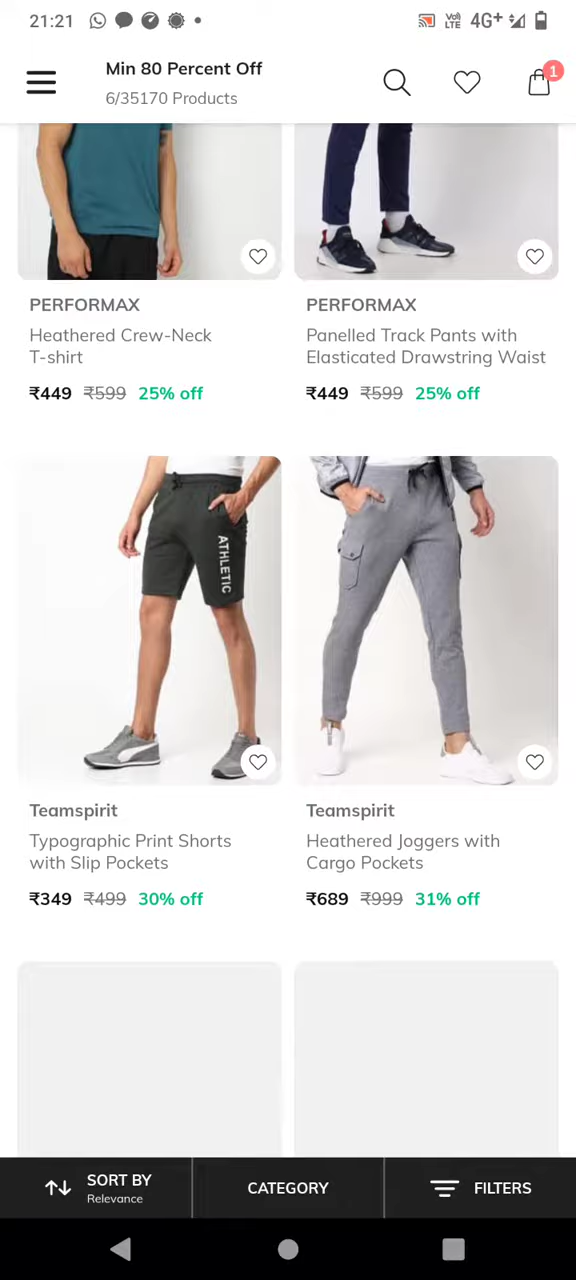 21:21
Vo))
LTE
4G+
Min 80 Percent Off
6/35170 Products
1
PERFORMAX
Heathered Crew-Neck
T-shirt
₹449 ₹599 25% off
PERFORMAX
Panelled Track Pants with
Elasticated Drawstring Waist
₹449 ₹599 25% off
ATHLETIC
Teamspirit
Typographic Print Shorts
with Slip Pockets
₹349 ₹499 30% off
Teamspirit
Heathered Joggers with
Cargo Pockets
₹689 ₹999 31% off
SORT BY
Relevance
CATEGORY
FILTERS